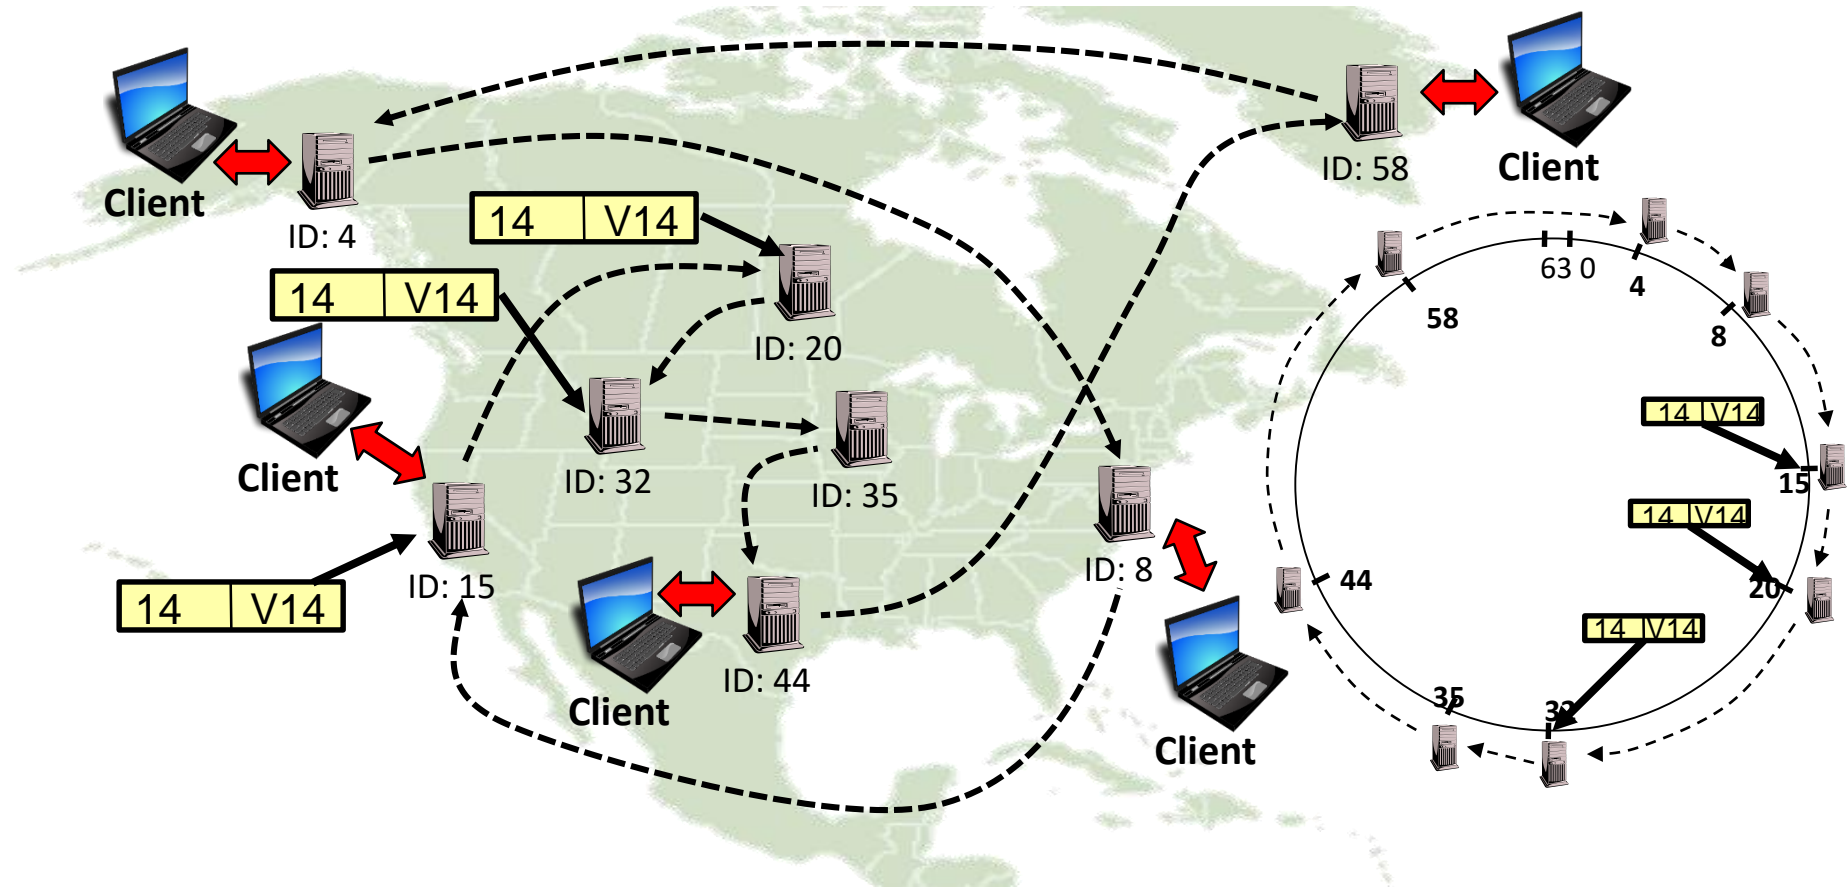 Client
ID: 4
14 V14
14 V14
Client
ID: 20
ID: 32
ID: 35
ID: 15
14 V14
Client
ID: 44
ID: 8
Client
ID: 58
Client
63 0
4
8
58
14 V14
15
14 V14
20
44
14 V14
35
32